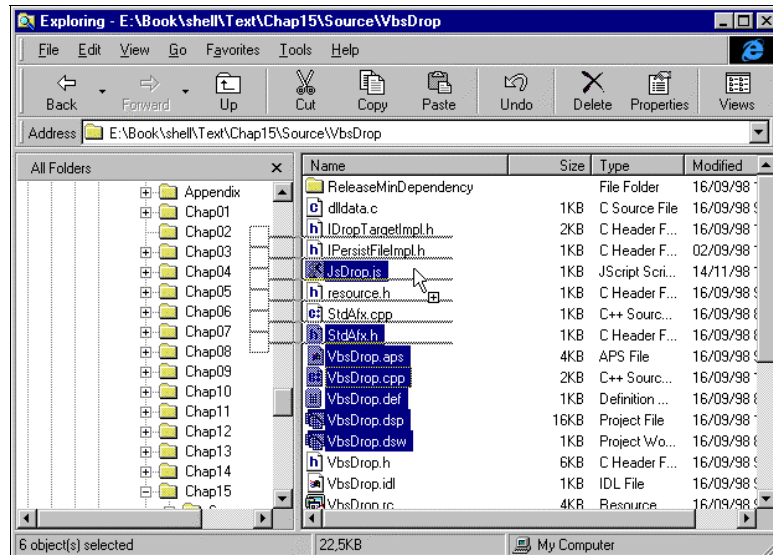 Exploring - E:\Book\shell\Text\Chap15\Source\VbsDrop
File Edit View Go Favorites Tools Help
Back Forward Up Cut Copy Paste Undo Delete Properties Views
Address E:\Book\shell\Text\Chap15\Source\VbsDrop
All Folders x
Appendix
Chap01
Chap02
Chap03
Chap04
Chap05
Chap06
Chap07
Chap08
Chap09
Chap10
Chap11
Chap12
Chap13
Chap14
Chap15
Name Size Type Modified
ReleaseMinDependency File Folder 16/09/98
dlldata.c 1KB C Source File 16/09/98
IDropTargetImpl.h 2KB C Header F... 16/09/98
IPersistFileImpl.h 1KB C Header F... 02/09/98
JsDrop.js 1KB JScript Scri... 14/11/98
resource.h 1KB C Header F... 16/09/98
StdAfx.cpp 1KB C++ Sourc... 16/09/98
StdAfx.h 1KB C Header F... 16/09/98
VbsDrop.aps 4KB APS File 16/09/98
VbsDrop.cpp 2KB C++ Sourc... 16/09/98
VbsDrop.def 1KB Definition ... 16/09/98
VbsDrop.dsp 16KB Project File 16/09/98
VbsDrop.dsw 1KB Project Wo... 16/09/98
VbsDrop.h 6KB C Header F... 16/09/98
VbsDrop.idl 1KB IDL File 16/09/98
VbsDrop.rc 4KB Resource 16/09/98
6 object(s) selected 22,5KB My Computer